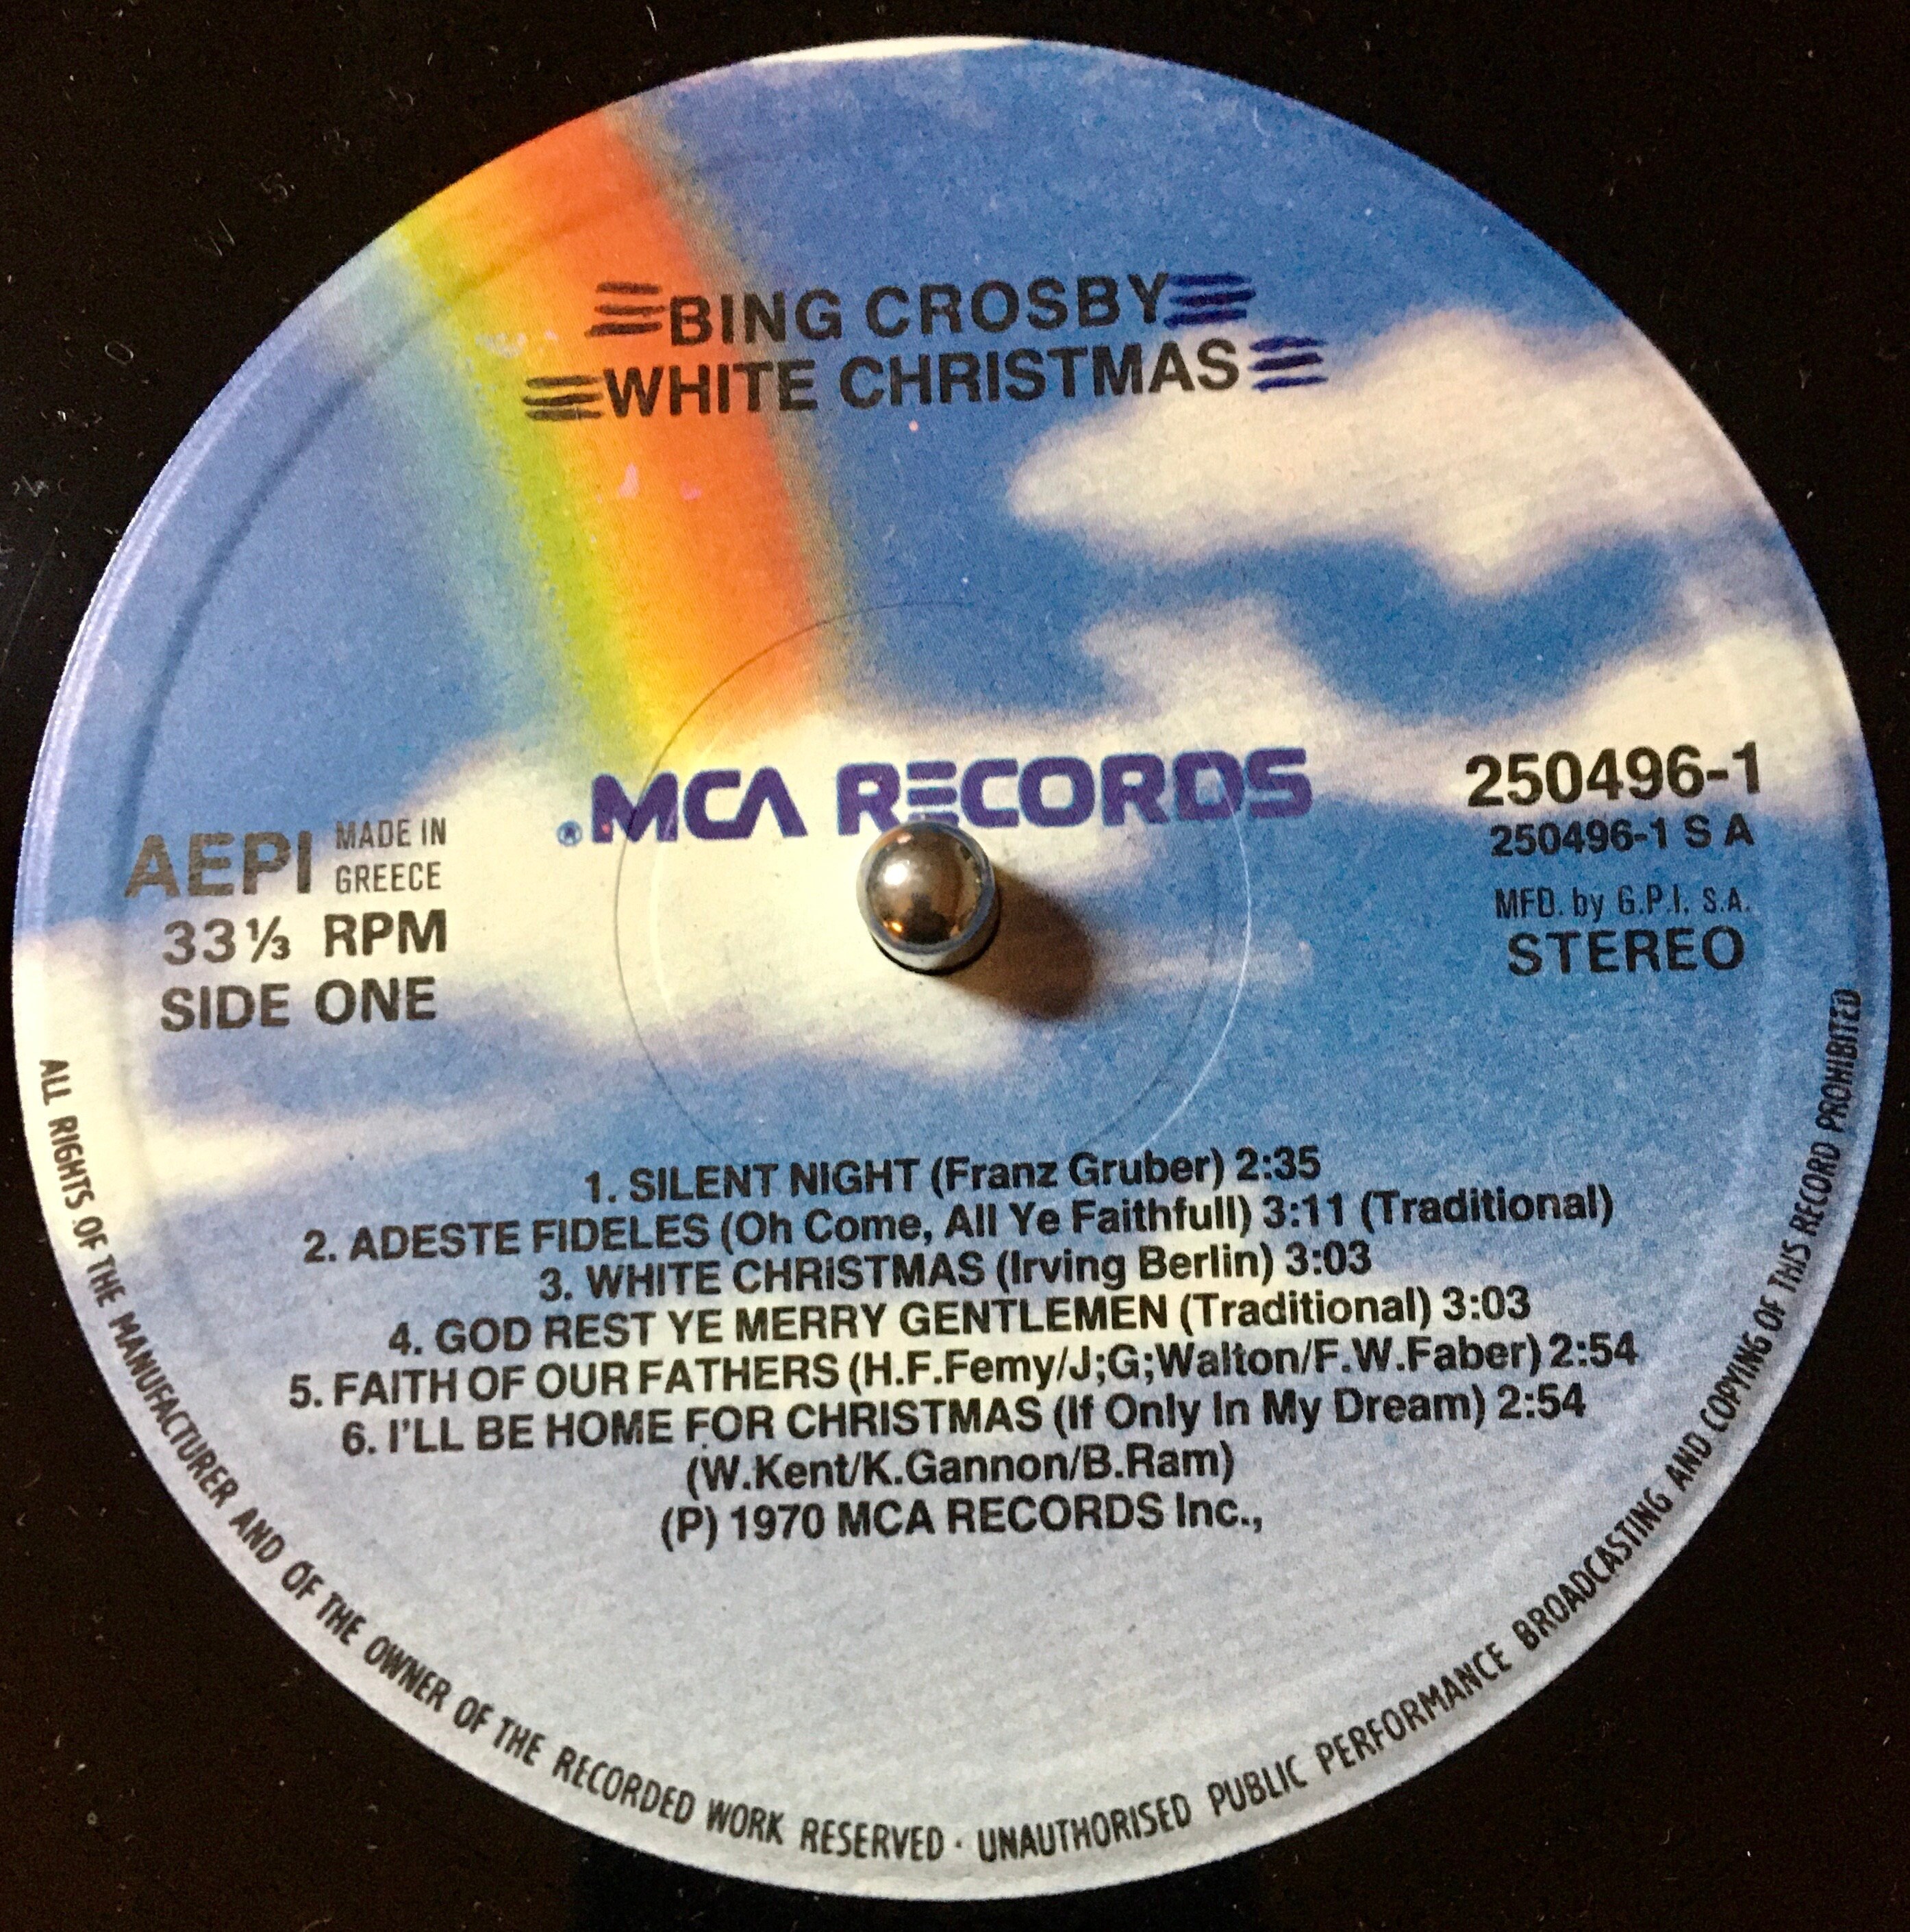 BING CROSBY
WHITE CHRISTMAS
® MCA RECORDS
AEPI
MADE IN
GREECE
33⅓ RPM
SIDE ONE
250496-1
250496-1 S A
MFD. by G.P.I. S.A.
STEREO
1. SILENT NIGHT (Franz Gruber) 2:35
2. ADESTE FIDELES (Oh Come, All Ye Faithfull) 3:11 (Traditional)
3. WHITE CHRISTMAS (Irving Berlin) 3:03
4. GOD REST YE MERRY GENTLEMEN (Traditional) 3:03
5. FAITH OF OUR FATHERS (H.F.Femy/J;G;Walton/F.W.Faber) 2:54
6. I'LL BE HOME FOR CHRISTMAS (If Only In My Dream) 2:54
(W.Kent/K.Gannon/B.Ram)
(P) 1970 MCA RECORDS Inc.,
ALL RIGHTS OF THE MANUFACTURER AND OF THE OWNER OF THE RECORDED WORK RESERVED · UNAUTHORISED PUBLIC PERFORMANCE BROADCASTING AND COPYING OF THIS RECORD PROHIBITED